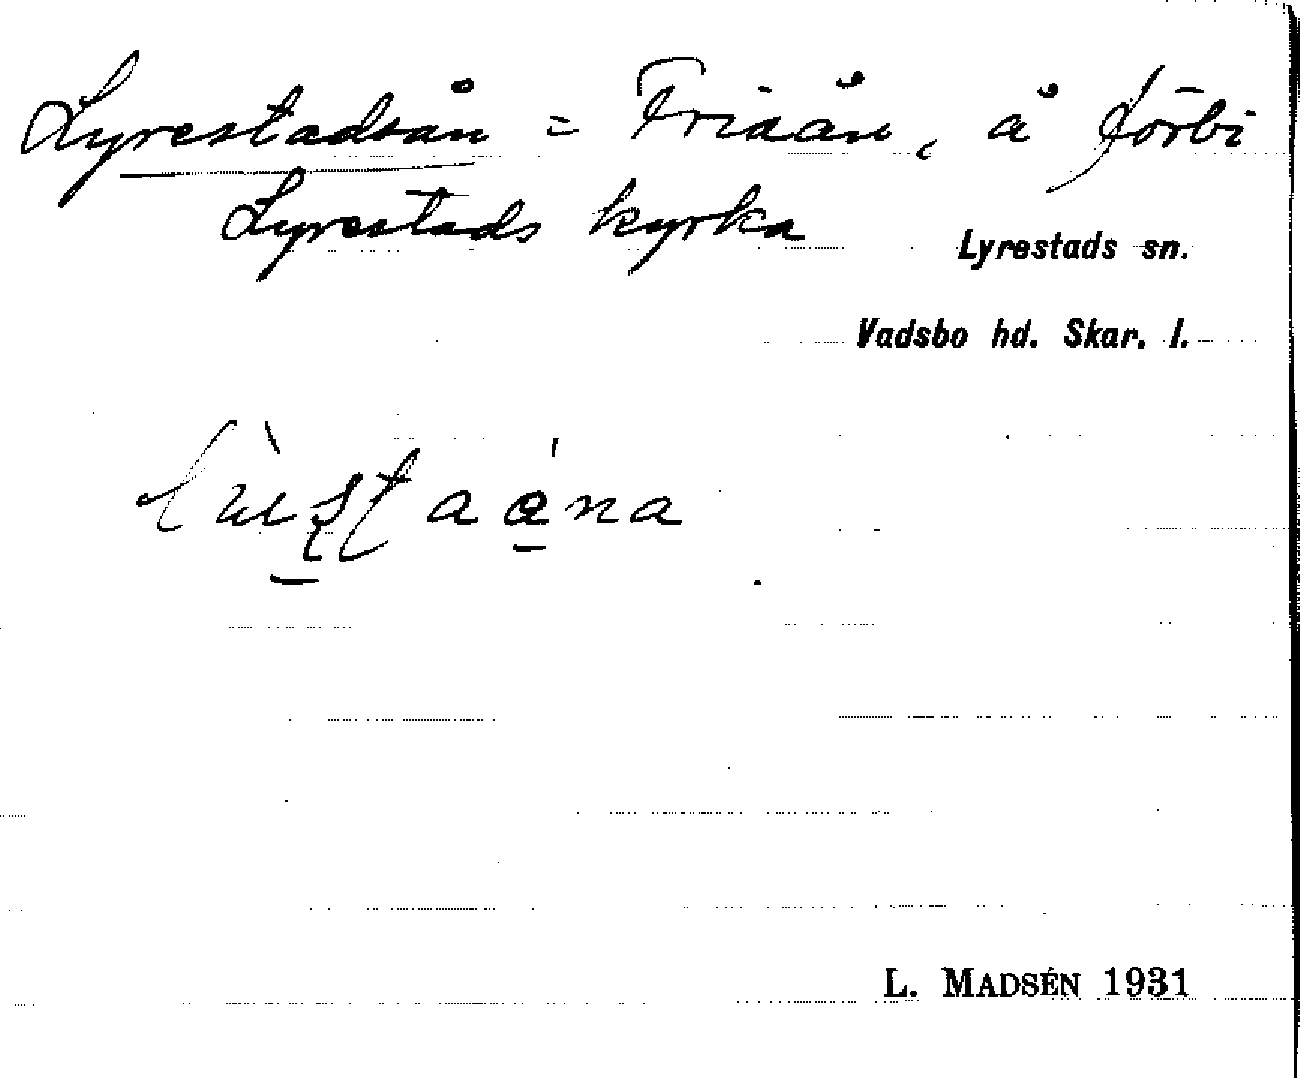 Lyrestadsån = Friaån, å förbi
Lyrestads kyrka
Lyrestads sn.
Vadsbo hd. Skar. l.
L. MADSÉN 1931